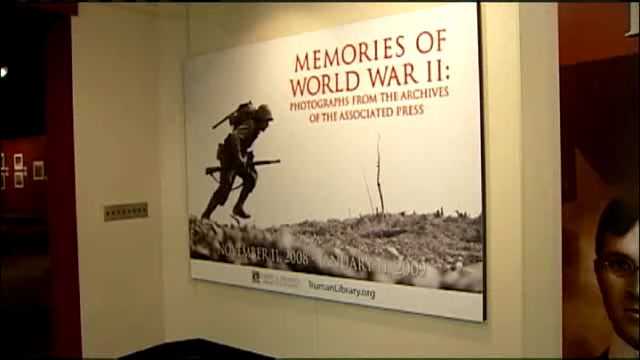 MEMORIES OF
WORLD WAR II:
PHOTOGRAPHS FROM THE ARCHIVES
OF THE ASSOCIATED PRESS
NOVEMBER 11, 2008 - JANUARY 11, 2009
TrumanLibrary.org